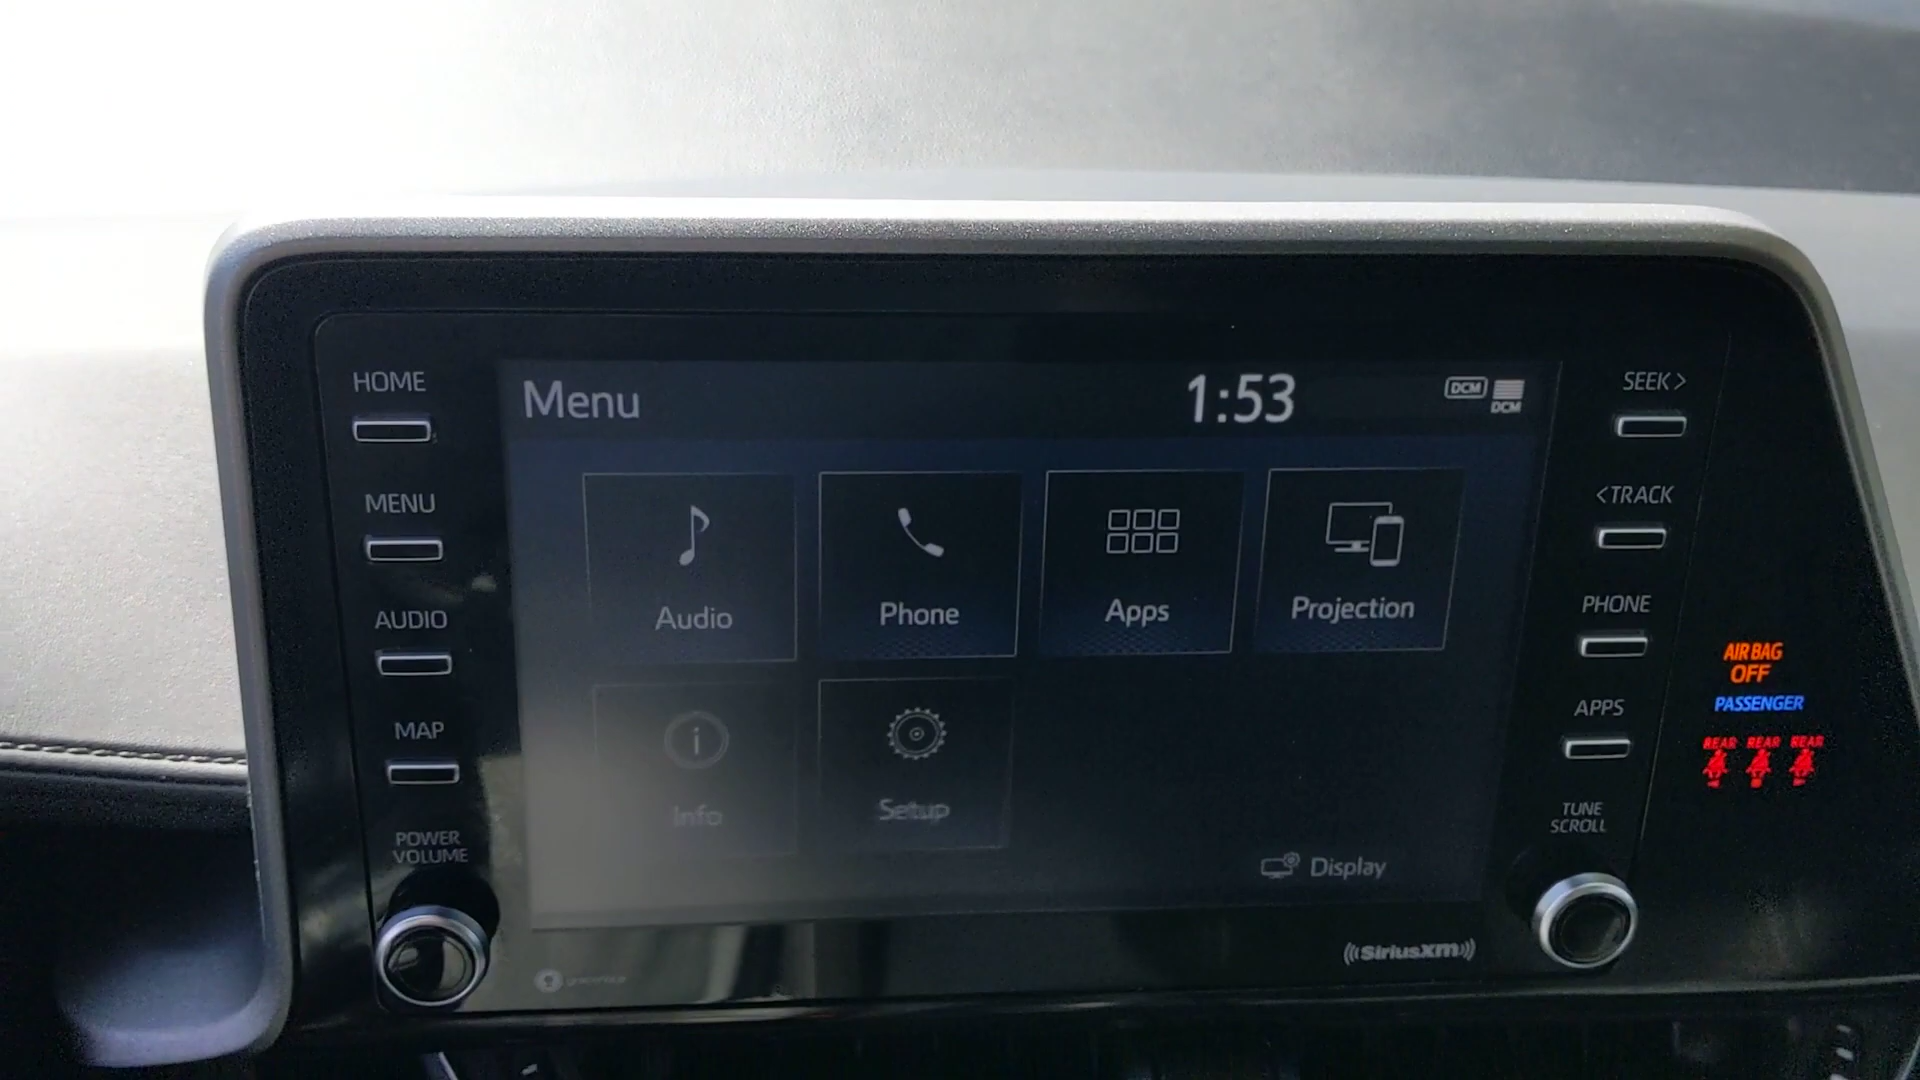 HOME
MENU
AUDIO
MAP
POWER
VOLUME
Menu
1:53
DCM
DCM
Audio
Phone
Apps
Projection
Info
Setup
Display
SiriusXM
SEEK>
<TRACK
PHONE
APPS
TUNE
SCROLL
AIR BAG
OFF
PASSENGER
REAR REAR REAR